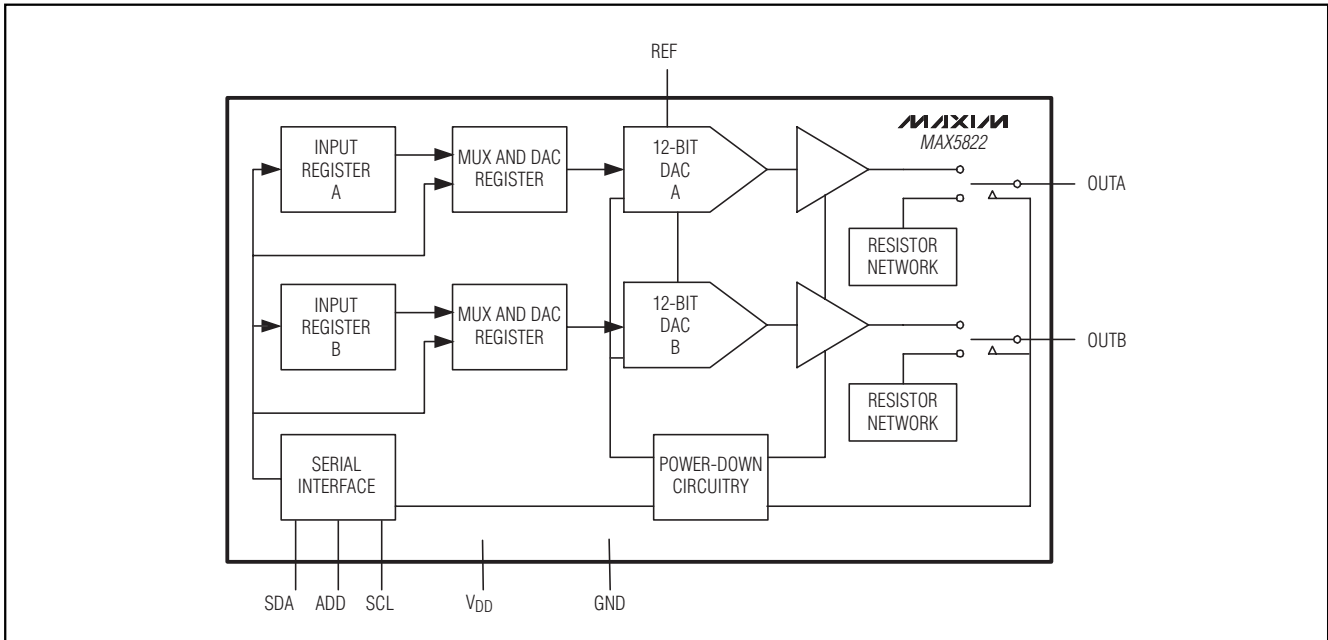 REF
MAXIM
MAX5822
INPUT
REGISTER
A
MUX AND DAC
REGISTER
12-BIT
DAC
A
OUTA
RESISTOR
NETWORK
INPUT
REGISTER
B
MUX AND DAC
REGISTER
12-BIT
DAC
B
OUTB
RESISTOR
NETWORK
SERIAL
INTERFACE
POWER-DOWN
CIRCUITRY
SDA ADD SCL VDD GND